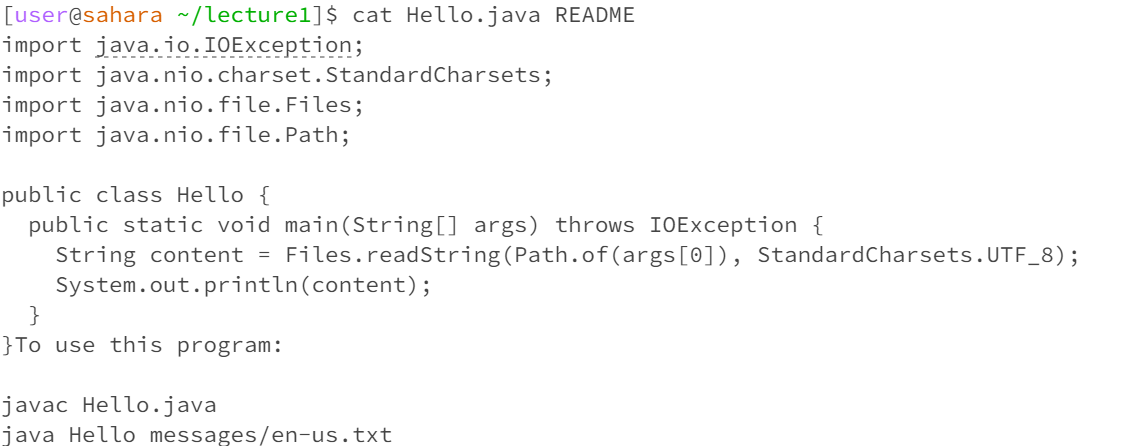 [user@sahara ~/lecture1]$ cat Hello.java README
import java.io.IOException;
import java.nio.charset.StandardCharsets;
import java.nio.file.Files;
import java.nio.file.Path;

public class Hello {
  public static void main(String[] args) throws IOException {
    String content = Files.readString(Path.of(args[0]), StandardCharsets.UTF_8);
    System.out.println(content);
  }
}To use this program:

javac Hello.java
java Hello messages/en-us.txt